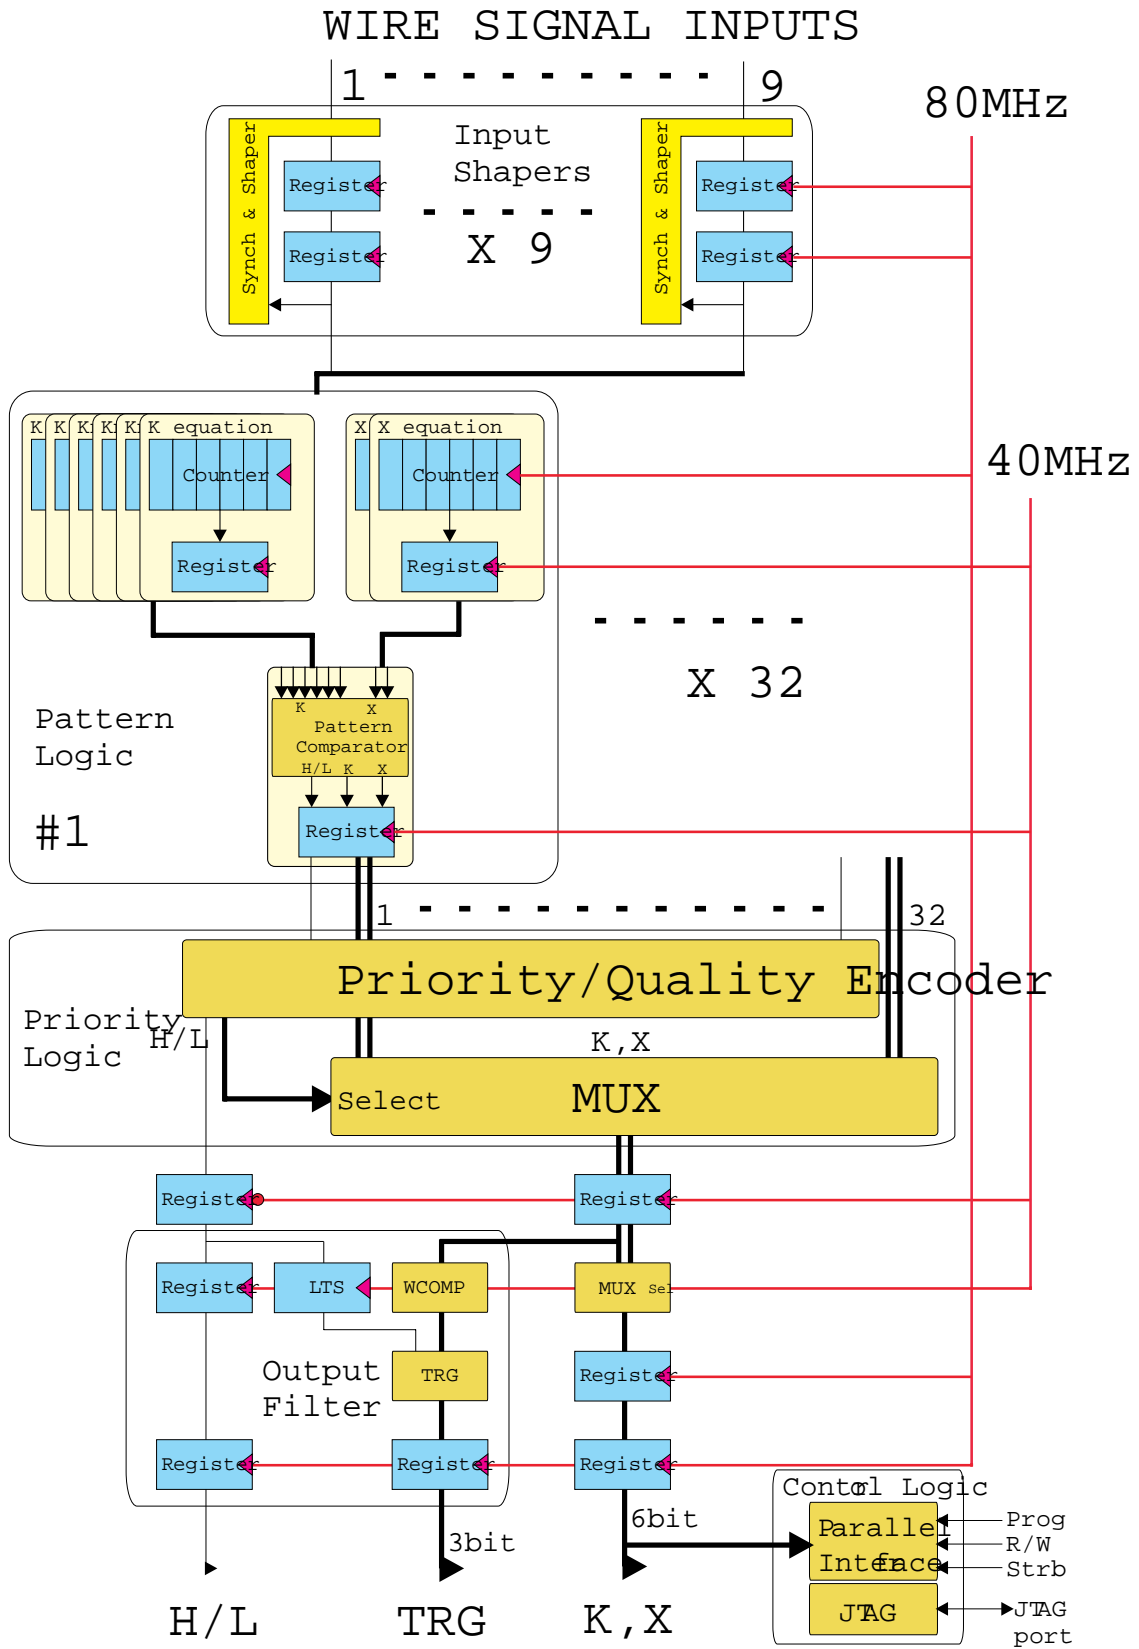 WIRE SIGNAL INPUTS
1
9
80MHz
Synch & Shaper
Input
Shapers
Synch & Shaper
Register
Register
X 9
Register
Register
40MHz
K
K
K
K
K
K equation
X
X equation
Counter
Counter
Register
Register
X 32
K
X
Pattern
Comparator
H/L
K
X
Pattern
Logic
Register
#1
1
32
Priority/Quality Encoder
Priority
Logic
H/L
K,X
Select
MUX
Register
Register
Register
LTS
WCOMP
MUX
Sel
Output
Filter
TRG
Register
Register
Register
Register
Control Logic
6bit
3bit
Parallel
Interface
Prog
R/W
Strb
JTAG
JTAG
port
H/L
TRG
K,X